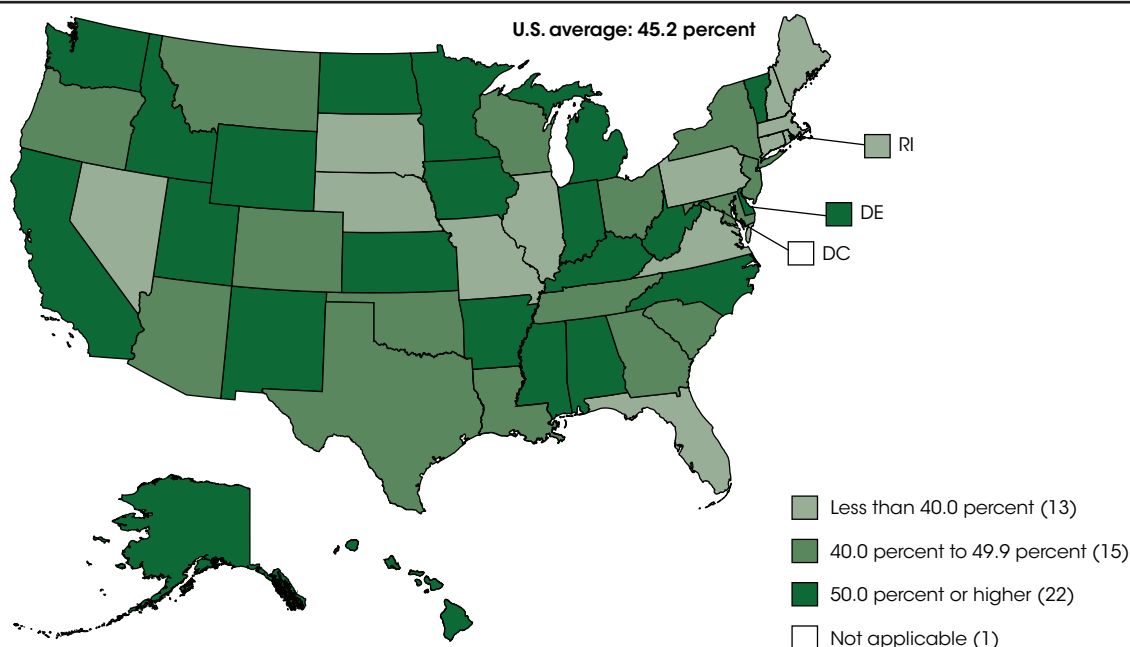 U.S. average: 45.2 percent
RI
DE
DC
Less than 40.0 percent (13)
40.0 percent to 49.9 percent (15)
50.0 percent or higher (22)
Not applicable (1)